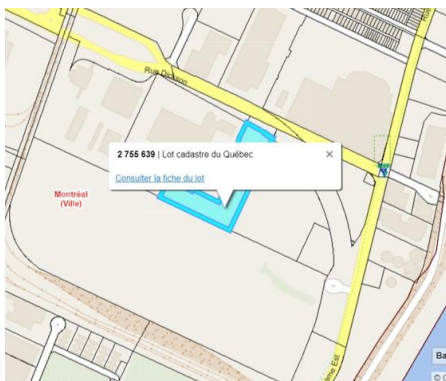 Rue Dickson
2 755 639 | Lot cadastre du Québec
Consulter la fiche du lot
Montréal
(Ville)
Rue
ame Est
Ba